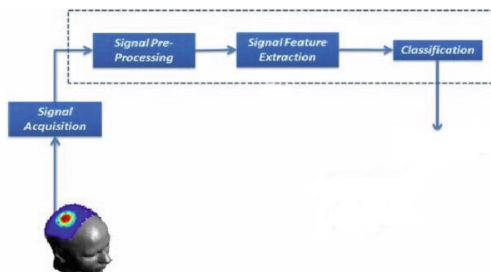 Signal Pre-
Processing
Signal Feature
Extraction
Classification
Signal
Acquisition